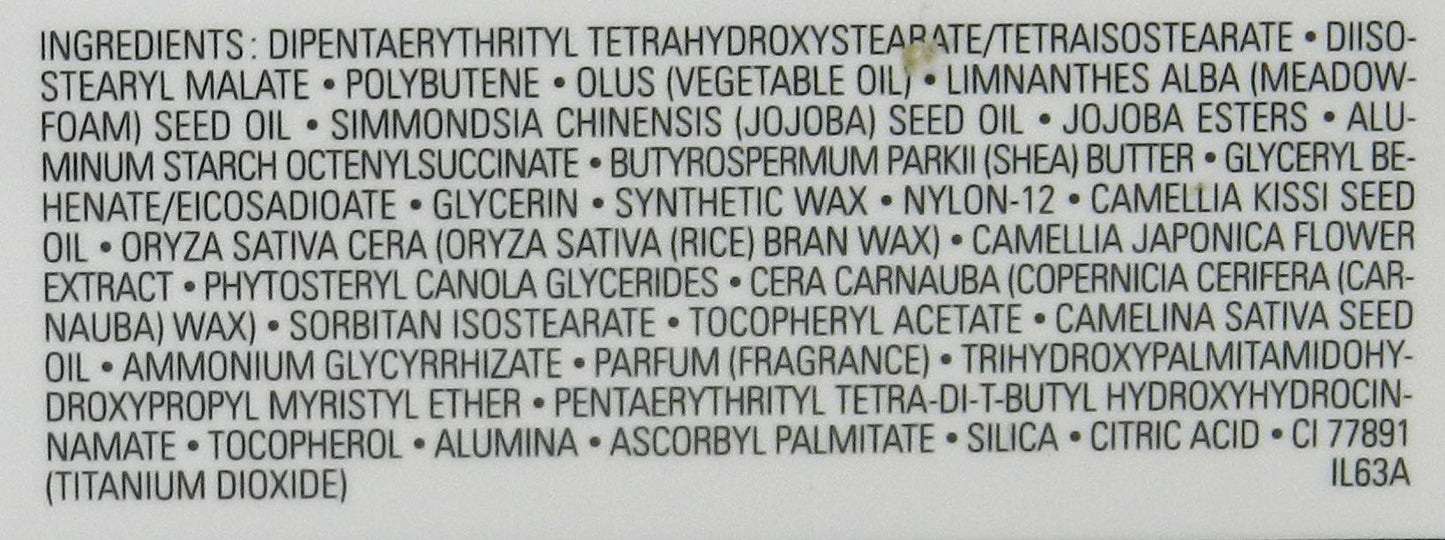 INGREDIENTS: DIPENTAERYTHRITYL TETRAHYDROXYSTEARATE/TETRAISOSTEARATE • DIISO-
STEARYL MALATE • POLYBUTENE • OLUS (VEGETABLE OIL) • LIMNANTHES ALBA (MEADOW-
FOAM) SEED OIL • SIMMONDSIA CHINENSIS (JOJOBA) SEED OIL • JOJOBA ESTERS • ALU-
MINUM STARCH OCTENYLSUCCINATE • BUTYROSPERMUM PARKII (SHEA) BUTTER • GLYCERYL BE-
HENATE/EICOSADIOATE • GLYCERIN • SYNTHETIC WAX • NYLON-12 • CAMELLIA KISSI SEED
OIL • ORYZA SATIVA CERA (ORYZA SATIVA (RICE) BRAN WAX) • CAMELLIA JAPONICA FLOWER
EXTRACT • PHYTOSTERYL CANOLA GLYCERIDES • CERA CARNAUBA (COPERNICIA CERIFERA (CAR-
NAUBA) WAX) • SORBITAN ISOSTEARATE • TOCOPHERYL ACETATE • CAMELINA SATIVA SEED
OIL • AMMONIUM GLYCYRRHIZATE • PARFUM (FRAGRANCE) • TRIHYDROXYPALMITAMIDOHY-
DROXYPROPYL MYRISTYL ETHER • PENTAERYTHRITYL TETRA-DI-T-BUTYL HYDROXYHYDROCIN-
NAMATE • TOCOPHEROL • ALUMINA • ASCORBYL PALMITATE • SILICA • CITRIC ACID • CI 77891
(TITANIUM DIOXIDE) IL63A